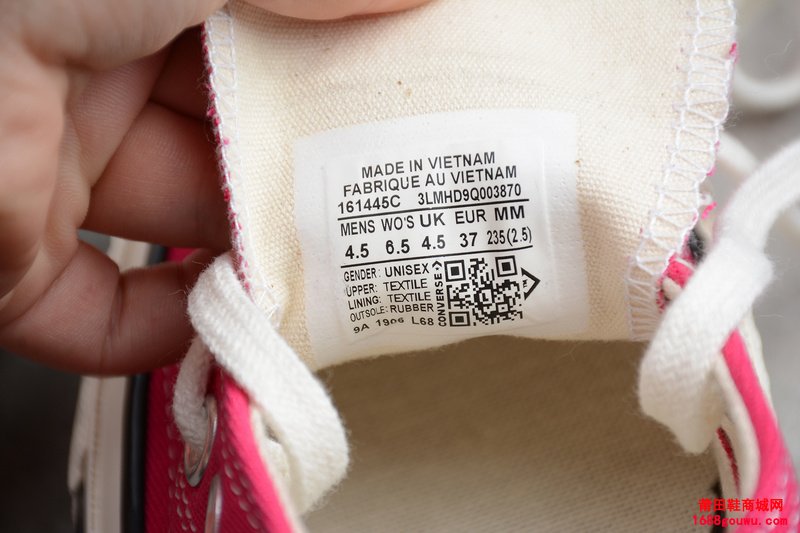 MADE IN VIETNAM
FABRIQUE AU VIETNAM
161445C 3LMHD9Q003870
MENS WO'S UK EUR MM
4.5 6.5 4.5 37 235(2.5)
GENDER: UNISEX
UPPER: TEXTILE
LINING: TEXTILE
OUTSOLE: RUBBER
9A 1906 L68
CONVERSE
TM
莆田鞋商城网
1688gouwu.com